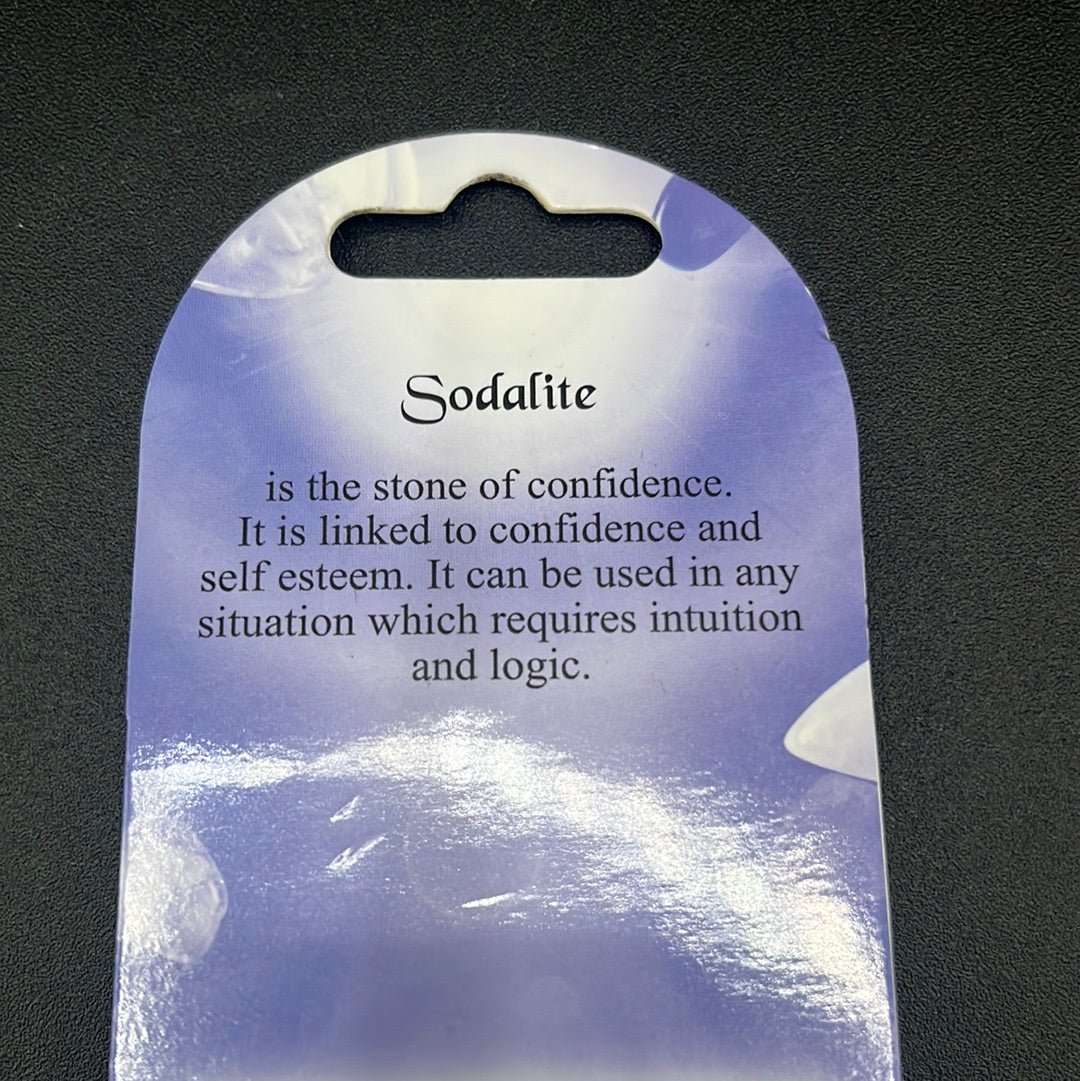 Sodalite
is the stone of confidence.
It is linked to confidence and
self esteem. It can be used in any
situation which requires intuition
and logic.